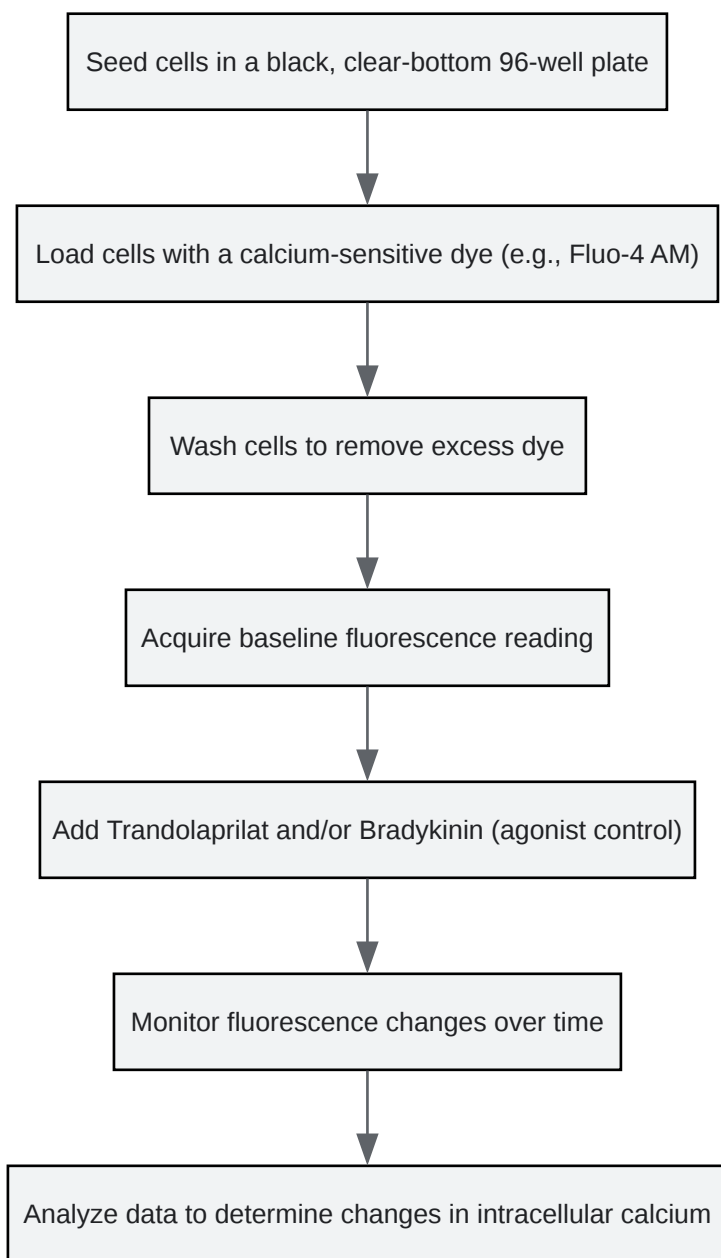 Seed cells in a black, clear-bottom 96-well plate
Load cells with a calcium-sensitive dye (e.g., Fluo-4 AM)
Wash cells to remove excess dye
Acquire baseline fluorescence reading
Add Trandolaprilat and/or Bradykinin (agonist control)
Monitor fluorescence changes over time
Analyze data to determine changes in intracellular calcium